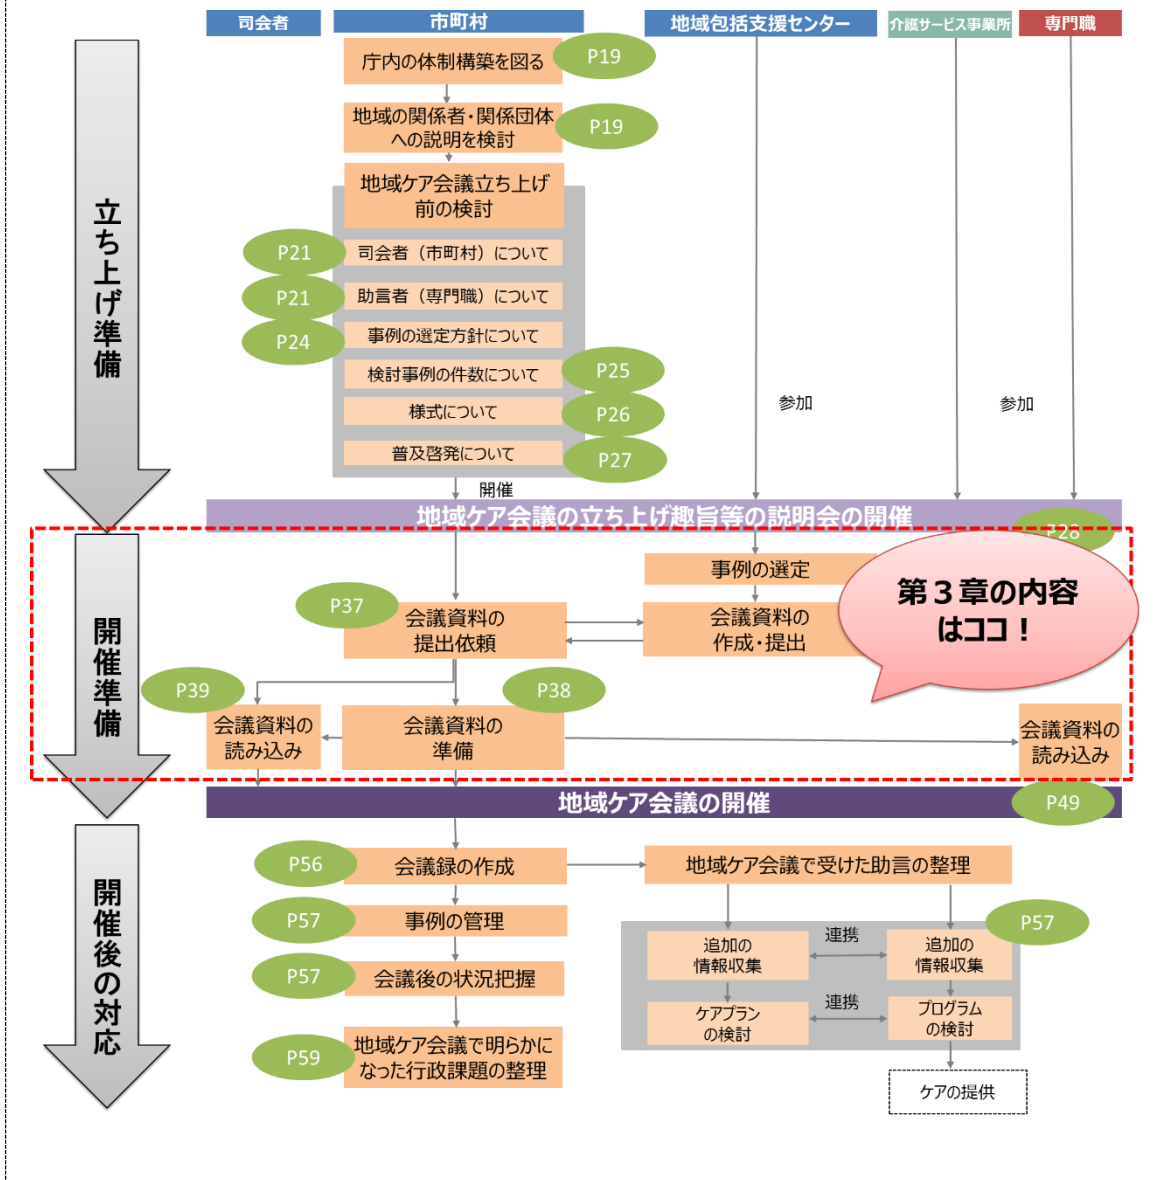 司会者
市町村
地域包括支援センター
介護サービス事業所
専門職
庁内の体制構築を図る
P19
地域の関係者・関係団体
への説明を検討
P19
地域ケア会議立ち上げ
前の検討
立ち上げ準備
P21
司会者（市町村）について
P21
助言者（専門職）について
P24
事例の選定方針について
検討事例の件数について
P25
様式について
P26
普及啓発について
P27
参加
参加
開催
地域ケア会議の立ち上げ趣旨等の説明会の開催
P28
開催準備
事例の選定
第３章の内容
はココ！
P37
会議資料の
提出依頼
会議資料の
作成・提出
P39
P38
会議資料の
読み込み
会議資料の
準備
会議資料の
読み込み
地域ケア会議の開催
P49
開催後の対応
P56
会議録の作成
地域ケア会議で受けた助言の整理
P57
事例の管理
P57
追加の
情報収集
連携
追加の
情報収集
P57
会議後の状況把握
ケアプラン
の検討
連携
プログラム
の検討
P59
地域ケア会議で明らかに
なった行政課題の整理
ケアの提供